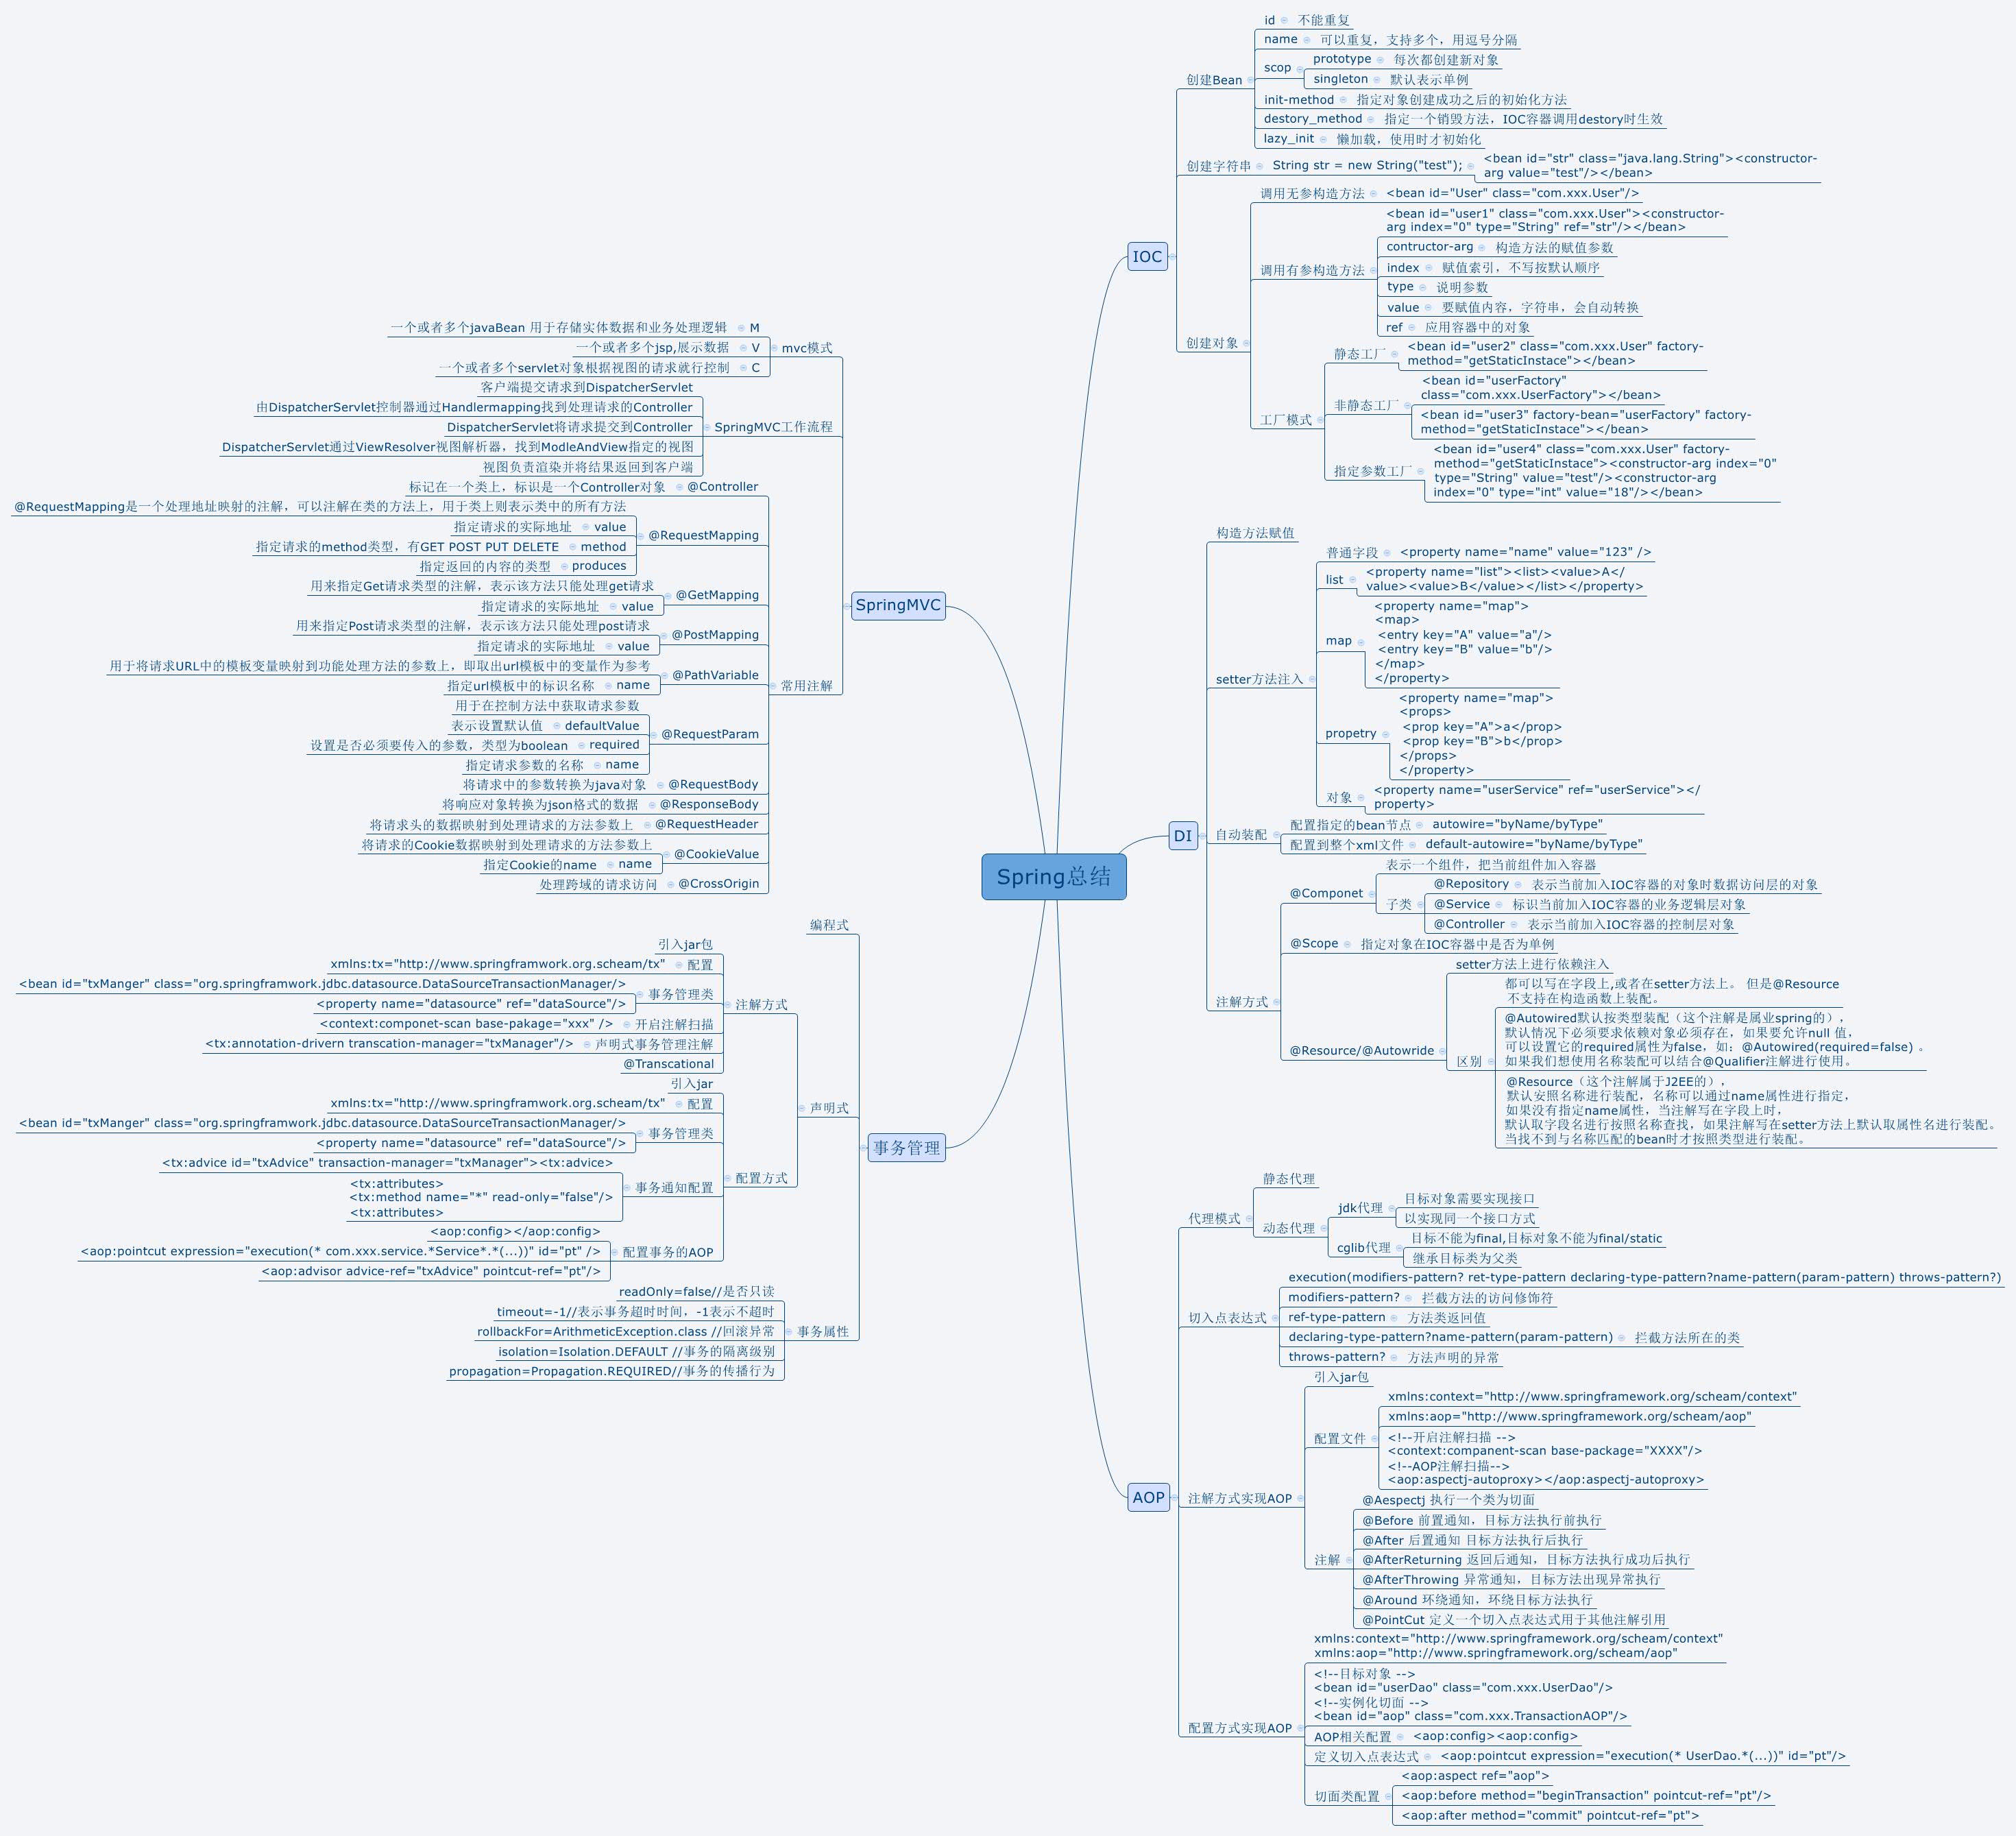 Spring总结
IOC
创建Bean
id
不能重复
name
可以重复，支持多个，用逗号分隔
scop
prototype
每次都创建新对象
singleton
默认表示单例
init-method
指定对象创建成功之后的初始化方法
destory_method
指定一个销毁方法，IOC容器调用destory时生效
lazy_init
懒加载，使用时才初始化
创建字符串
String str = new String("test");
<bean id="str" class="java.lang.String"><constructor-
arg value="test"/></bean>
创建对象
调用无参构造方法
<bean id="User" class="com.xxx.User"/>
调用有参构造方法
<bean id="user1" class="com.xxx.User"><constructor-
arg index="0" type="String" ref="str"/></bean>
contructor-arg
构造方法的赋值参数
index
赋值索引，不写按默认顺序
type
说明参数
value
要赋值内容，字符串，会自动转换
ref
应用容器中的对象
工厂模式
静态工厂
<bean id="user2" class="com.xxx.User" factory-
method="getStaticInstace"></bean>
非静态工厂
<bean id="userFactory"
class="com.xxx.UserFactory"></bean>
<bean id="user3" factory-bean="userFactory" factory-
method="getStaticInstace"></bean>
指定参数工厂
<bean id="user4" class="com.xxx.User" factory-
method="getStaticInstace"><constructor-arg index="0"
type="String" value="test"/><constructor-arg
index="0" type="int" value="18"/></bean>
DI
构造方法赋值
setter方法注入
普通字段
<property name="name" value="123" />
list
<property name="list"><list><value>A</
value><value>B</value></list></property>
map
<property name="map">
<map>
<entry key="A" value="a"/>
<entry key="B" value="b"/>
</map>
</property>
propetry
<property name="map">
<props>
<prop key="A">a</prop>
<prop key="B">b</prop>
</props>
</property>
对象
<property name="userService" ref="userService"></
property>
自动装配
配置指定的bean节点
autowire="byName/byType"
配置到整个xml文件
default-autowire="byName/byType"
注解方式
@Componet
表示一个组件，把当前组件加入容器
子类
@Repository
表示当前加入IOC容器的对象时数据访问层的对象
@Service
标识当前加入IOC容器的业务逻辑层对象
@Controller
表示当前加入IOC容器的控制层对象
@Scope
指定对象在IOC容器中是否为单例
@Resource/@Autowride
setter方法上进行依赖注入
区别
都可以写在字段上,或者在setter方法上。 但是@Resource
不支持在构造函数上装配。
@Autowired默认按类型装配（这个注解是属业spring的），
默认情况下必须要求依赖对象必须存在，如果要允许null 值，
可以设置它的required属性为false，如：@Autowired(required=false) 。
如果我们想使用名称装配可以结合@Qualifier注解进行使用。
@Resource（这个注解属于J2EE的），
默认安照名称进行装配，名称可以通过name属性进行指定，
如果没有指定name属性，当注解写在字段上时，
默认取字段名进行按照名称查找，如果注解写在setter方法上默认取属性名进行装配。
当找不到与名称匹配的bean时才按照类型进行装配。
AOP
代理模式
静态代理
动态代理
jdk代理
目标对象需要实现接口
以实现同一个接口方式
cglib代理
目标不能为final,目标对象不能为final/static
继承目标类为父类
切入点表达式
execution(modifiers-pattern? ret-type-pattern declaring-type-pattern?name-pattern(param-pattern) throws-pattern?)
modifiers-pattern?
拦截方法的访问修饰符
ref-type-pattern
方法类返回值
declaring-type-pattern?name-pattern(param-pattern)
拦截方法所在的类
throws-pattern?
方法声明的异常
注解方式实现AOP
引入jar包
配置文件
xmlns:context="http://www.springframework.org/scheam/context"
xmlns:aop="http://www.springframework.org/scheam/aop"
<!--开启注解扫描 -->
<context:companent-scan base-package="XXXX"/>
<!--AOP注解扫描-->
<aop:aspectj-autoproxy></aop:aspectj-autoproxy>
注解
@Aespectj 执行一个类为切面
@Before 前置通知，目标方法执行前执行
@After 后置通知 目标方法执行后执行
@AfterReturning 返回后通知，目标方法执行成功后执行
@AfterThrowing 异常通知，目标方法出现异常执行
@Around 环绕通知，环绕目标方法执行
@PointCut 定义一个切入点表达式用于其他注解引用
配置方式实现AOP
xmlns:context="http://www.springframework.org/scheam/context"
xmlns:aop="http://www.springframework.org/scheam/aop"
<!--目标对象 -->
<bean id="userDao" class="com.xxx.UserDao"/>
<!--实例化切面 -->
<bean id="aop" class="com.xxx.TransactionAOP"/>
AOP相关配置
<aop:config><aop:config>
定义切入点表达式
<aop:pointcut expression="execution(* UserDao.*(...))" id="pt"/>
切面类配置
<aop:aspect ref="aop">
<aop:before method="beginTransaction" pointcut-ref="pt"/>
<aop:after method="commit" pointcut-ref="pt">
SpringMVC
mvc模式
一个或者多个javaBean 用于存储实体数据和业务处理逻辑
M
一个或者多个jsp,展示数据
V
一个或者多个servlet对象根据视图的请求就行控制
C
SpringMVC工作流程
客户端提交请求到DispatcherServlet
由DispatcherServlet控制器通过Handlermapping找到处理请求的Controller
DispatcherServlet将请求提交到Controller
DispatcherServlet通过ViewResolver视图解析器，找到ModleAndView指定的视图
视图负责渲染并将结果返回到客户端
常用注解
标记在一个类上，标识是一个Controller对象
@Controller
@RequestMapping是一个处理地址映射的注解，可以注解在类的方法上，用于类上则表示类中的所有方法
@RequestMapping
指定请求的实际地址
value
指定请求的method类型，有GET POST PUT DELETE
method
指定返回的内容的类型
produces
用来指定Get请求类型的注解，表示该方法只能处理get请求
@GetMapping
指定请求的实际地址
value
用来指定Post请求类型的注解，表示该方法只能处理post请求
@PostMapping
指定请求的实际地址
value
用于将请求URL中的模板变量映射到功能处理方法的参数上，即取出url模板中的变量作为参考
@PathVariable
指定url模板中的标识名称
name
用于在控制方法中获取请求参数
@RequestParam
表示设置默认值
defaultValue
设置是否必须要传入的参数，类型为boolean
required
指定请求参数的名称
name
将请求中的参数转换为java对象
@RequestBody
将响应对象转换为json格式的数据
@ResponseBody
将请求头的数据映射到处理请求的方法参数上
@RequestHeader
将请求的Cookie数据映射到处理请求的方法参数上
@CookieValue
指定Cookie的name
name
处理跨域的请求访问
@CrossOrigin
事务管理
编程式
声明式
注解方式
引入jar包
xmlns:tx="http://www.springframwork.org.scheam/tx"
配置
<bean id="txManger" class="org.springframwork.jdbc.datasource.DataSourceTransactionManager/>
事务管理类
<property name="datasource" ref="dataSource"/>
<context:componet-scan base-pakage="xxx" />
开启注解扫描
<tx:annotation-drivern transcation-manager="txManager"/>
声明式事务管理注解
@Transcational
配置方式
引入jar
xmlns:tx="http://www.springframwork.org.scheam/tx"
配置
<bean id="txManger" class="org.springframwork.jdbc.datasource.DataSourceTransactionManager/>
事务管理类
<property name="datasource" ref="dataSource"/>
<tx:advice id="txAdvice" transaction-manager="txManager"><tx:advice>
事务通知配置
<tx:attributes>
<tx:method name="*" read-only="false"/>
<tx:attributes>
<aop:config></aop:config>
配置事务的AOP
<aop:pointcut expression="execution(* com.xxx.service.*Service*.*(...))" id="pt" />
<aop:advisor advice-ref="txAdvice" pointcut-ref="pt"/>
事务属性
readOnly=false//是否只读
timeout=-1//表示事务超时时间，-1表示不超时
rollbackFor=ArithmeticException.class //回滚异常
isolation=Isolation.DEFAULT //事务的隔离级别
propagation=Propagation.REQUIRED//事务的传播行为